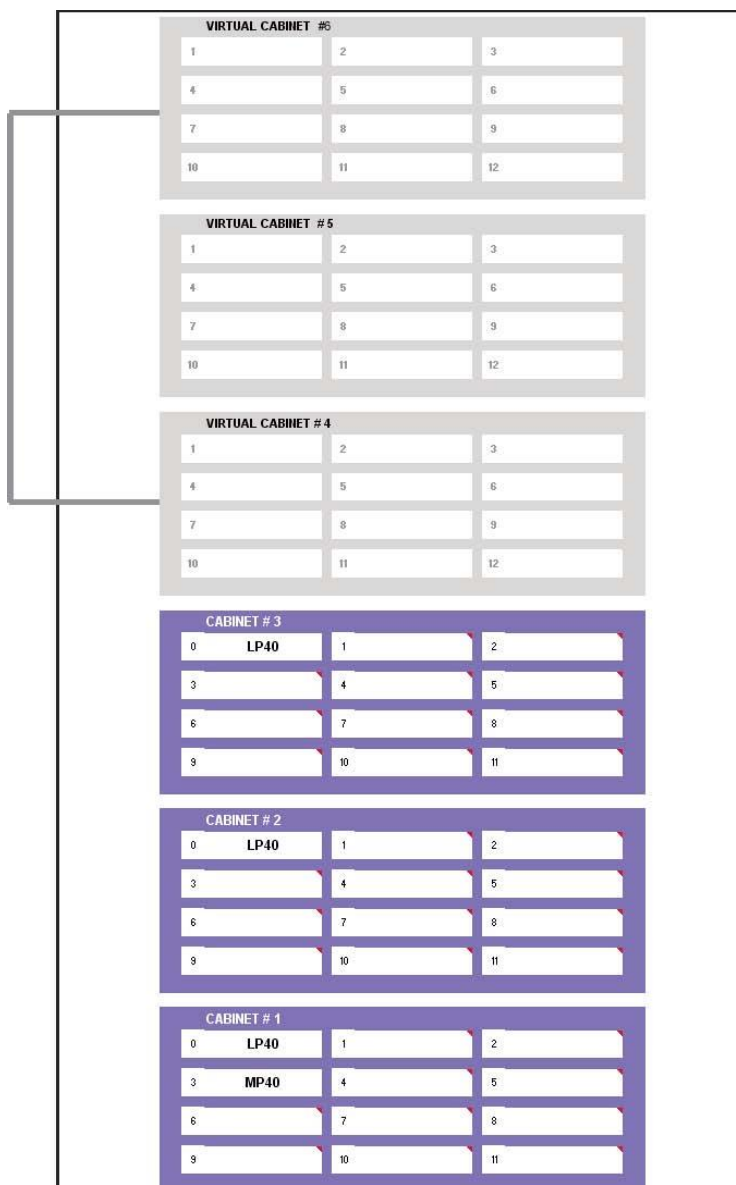 VIRTUAL CABINET #6
1 2 3
4 5 6
7 8 9
10 11 12
VIRTUAL CABINET # 5
1 2 3
4 5 6
7 8 9
10 11 12
VIRTUAL CABINET # 4
1 2 3
4 5 6
7 8 9
10 11 12
CABINET # 3
0 LP40 1 2
3 4 5
6 7 8
9 10 11
CABINET # 2
0 LP40 1 2
3 4 5
6 7 8
9 10 11
CABINET # 1
0 LP40 1 2
3 MP40 4 5
6 7 8
9 10 11